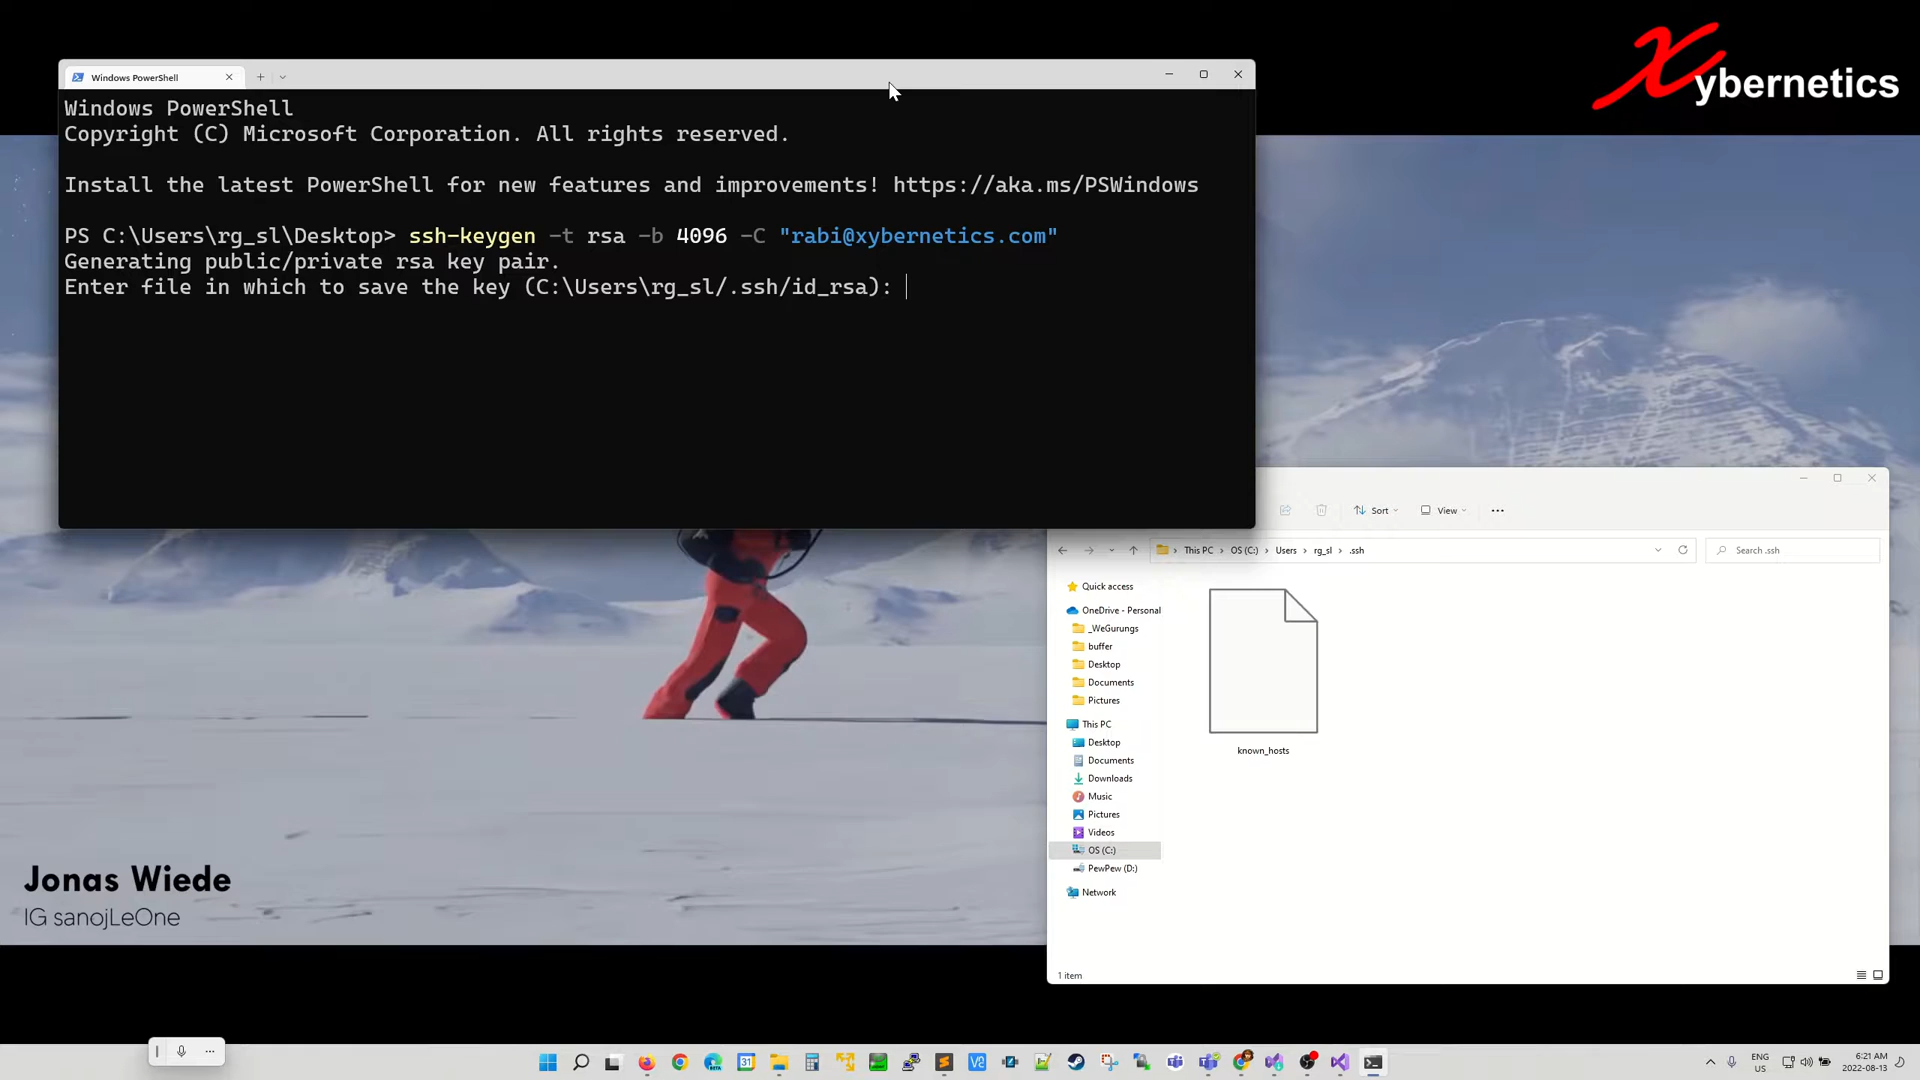 Xybernetics
Windows PowerShell
Windows PowerShell
Copyright (C) Microsoft Corporation. All rights reserved.
Install the latest PowerShell for new features and improvements! https://aka.ms/PSWindows
PS C:\Users\rg_sl\Desktop> ssh-keygen -t rsa -b 4096 -C "rabi@xybernetics.com"
Generating public/private rsa key pair.
Enter file in which to save the key (C:\Users\rg_sl/.ssh/id_rsa):
Sort
View
This PC > OS (C:) > Users > rg_sl > .ssh
Search .ssh
Quick access
OneDrive - Personal
_WeGurungs
buffer
Desktop
Documents
Pictures
This PC
Desktop
Documents
Downloads
Music
Pictures
Videos
OS (C:)
PewPew (D:)
Network
known_hosts
1 item
Jonas Wiede
IG sanojLeOne
31
ENG
US
6:21 AM
2022-08-13